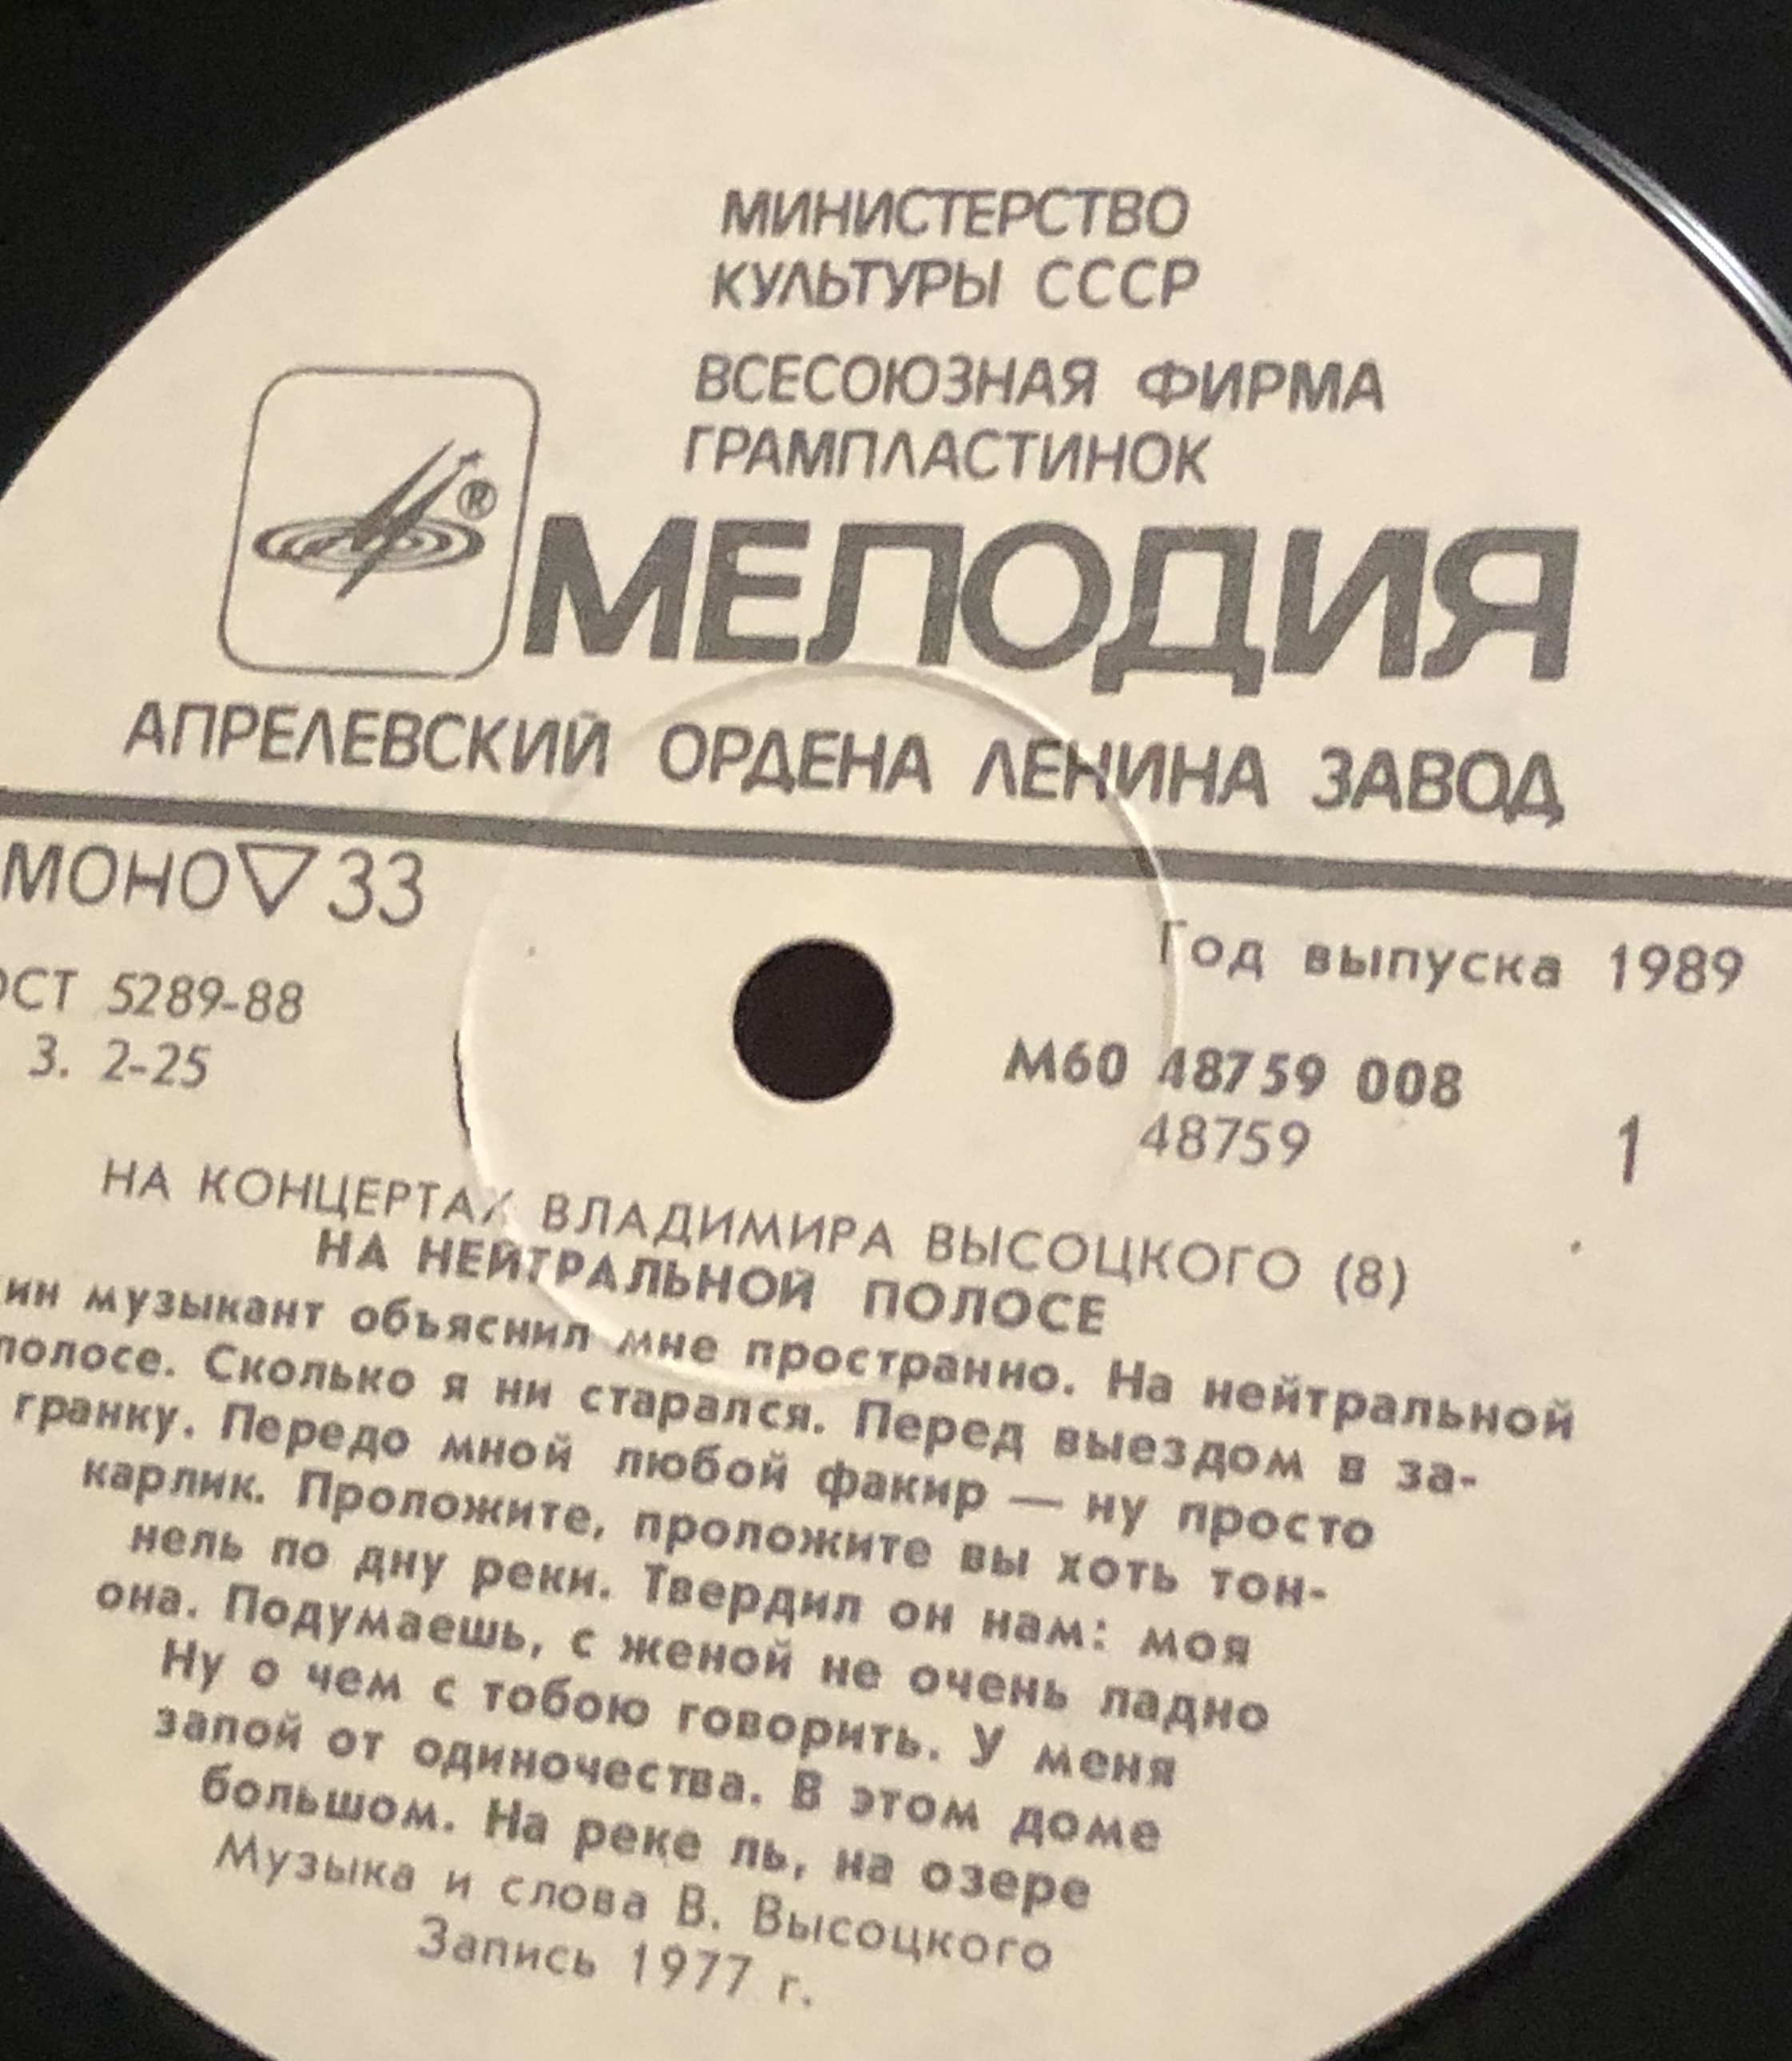 МИНИСТЕРСТВО
КУЛЬТУРЫ СССР
ВСЕСОЮЗНАЯ ФИРМА
ГРАМПЛАСТИНОК
®
МЕЛОДИЯ
АПРЕЛЕВСКИЙ ОРДЕНА ЛЕНИНА ЗАВОД
МОНО ▽ 33
Год выпуска 1989
ОСТ 5289-88
3. 2-25
М60 48759 008
48759
1
НА КОНЦЕРТАХ ВЛАДИМИРА ВЫСОЦКОГО (8)
НА НЕЙТРАЛЬНОЙ ПОЛОСЕ
ин музыкант объяснил мне пространно. На нейтральной
полосе. Сколько я ни старался. Перед выездом в за-
гранку. Передо мной любой факир — ну просто
карлик. Проложите, проложите вы хоть тон-
нель по дну реки. Твердил он нам: моя
она. Подумаешь, с женой не очень ладно
Ну о чем с тобою говорить. У меня
запой от одиночества. В этом доме
большом. На реке ль, на озере
Музыка и слова В. Высоцкого
Запись 1977 г.